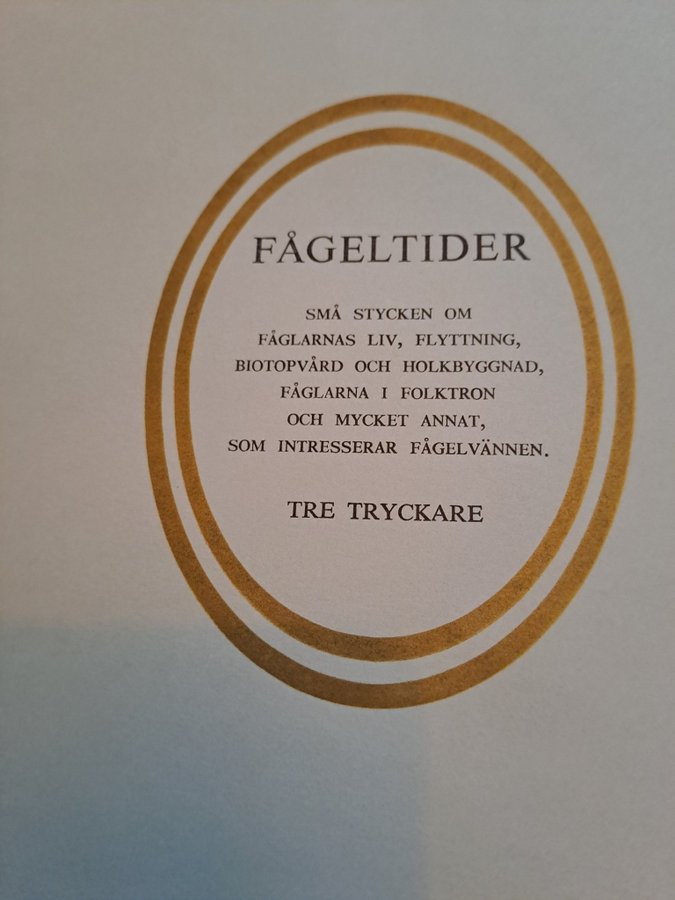 FÅGELTIDER
SMÅ STYCKEN OM
FÅGLARNAS LIV, FLYTTNING,
BIOTOPVÅRD OCH HOLKBYGGNAD,
FÅGLARNA I FOLKTRON
OCH MYCKET ANNAT,
SOM INTRESSERAR FÅGELVÄNNEN.
TRE TRYCKARE